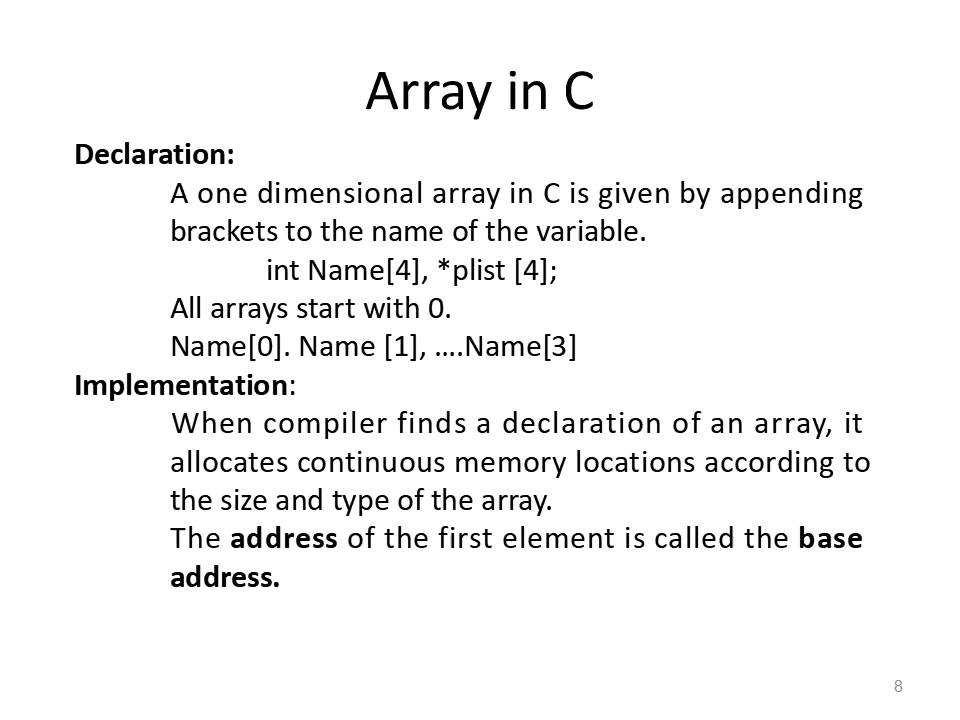 Array in C
Declaration:
A one dimensional array in C is given by appending
brackets to the name of the variable.
int Name[4], *plist [4];
All arrays start with 0.
Name[0]. Name [1], ….Name[3]
Implementation:
When compiler finds a declaration of an array, it
allocates continuous memory locations according to
the size and type of the array.
The address of the first element is called the base
address.
8